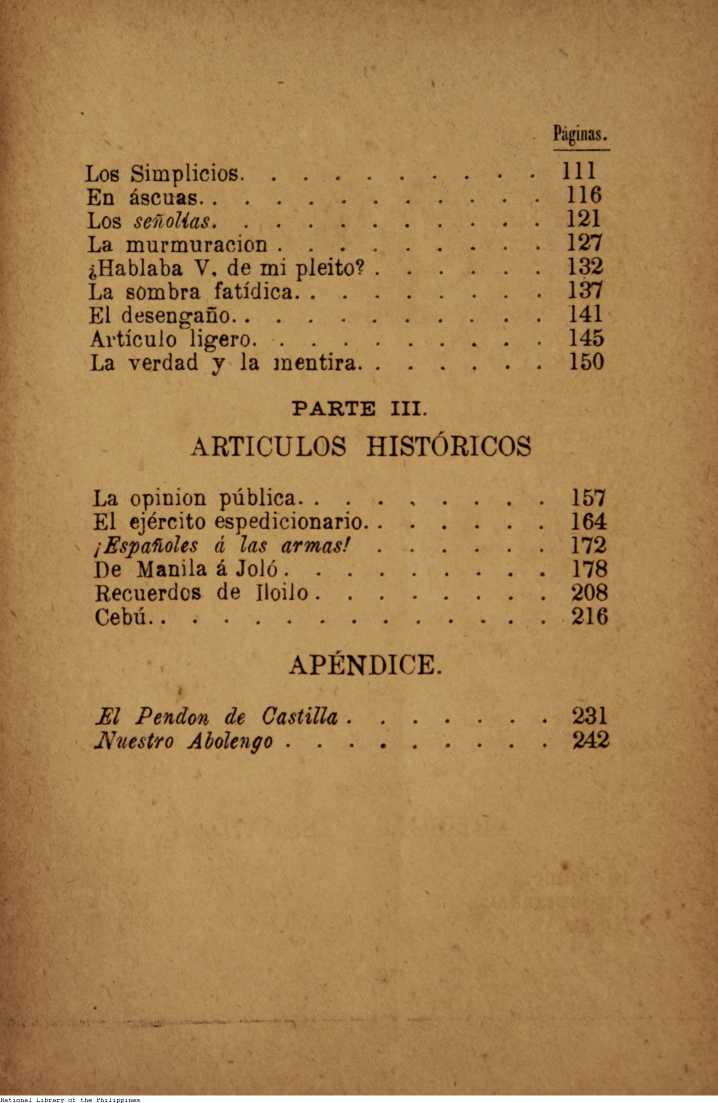 Páginas.
Los Simplicios. . . . . . . . . . . 111
En áscuas. . . . . . . . . . . . 116
Los señolias. . . . . . . . . . . . 121
La murmuracion . . . . . . . . . 127
¿Hablaba V. de mi pleito? . . . . . . 132
La sombra fatídica. . . . . . . . . 137
El desengaño. . . . . . . . . . . 141
Artículo ligero. . . . . . . . . . . 145
La verdad y la mentira. . . . . . . 150
PARTE III.
ARTICULOS HISTÓRICOS
La opinion pública. . . . . . . . . 157
El ejército espedicionario. . . . . . . 164
¡Españoles á las armas! . . . . . . 172
De Manila á Joló . . . . . . . . . 178
Recuerdos de Iloilo . . . . . . . . 208
Cebú. . . . . . . . . . . . . . 216
APÉNDICE.
El Pendon de Castilla . . . . . . . 231
Nuestro Abolengo . . . . . . . . . 242
National Library of the Philippines